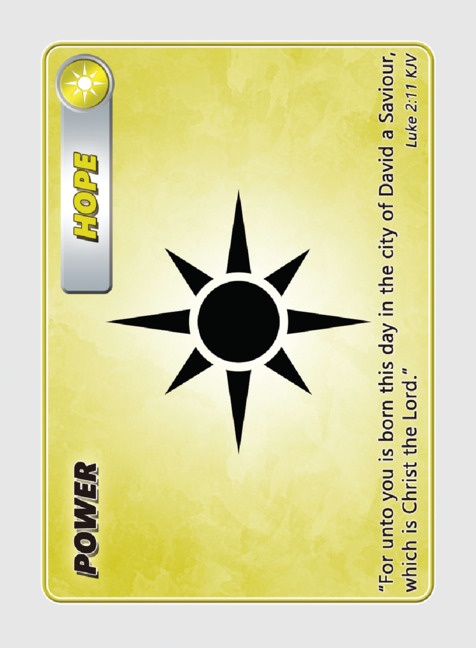 POWER
HOPE
“For unto you is born this day in the city of David a Saviour,
which is Christ the Lord.”
Luke 2:11 KJV